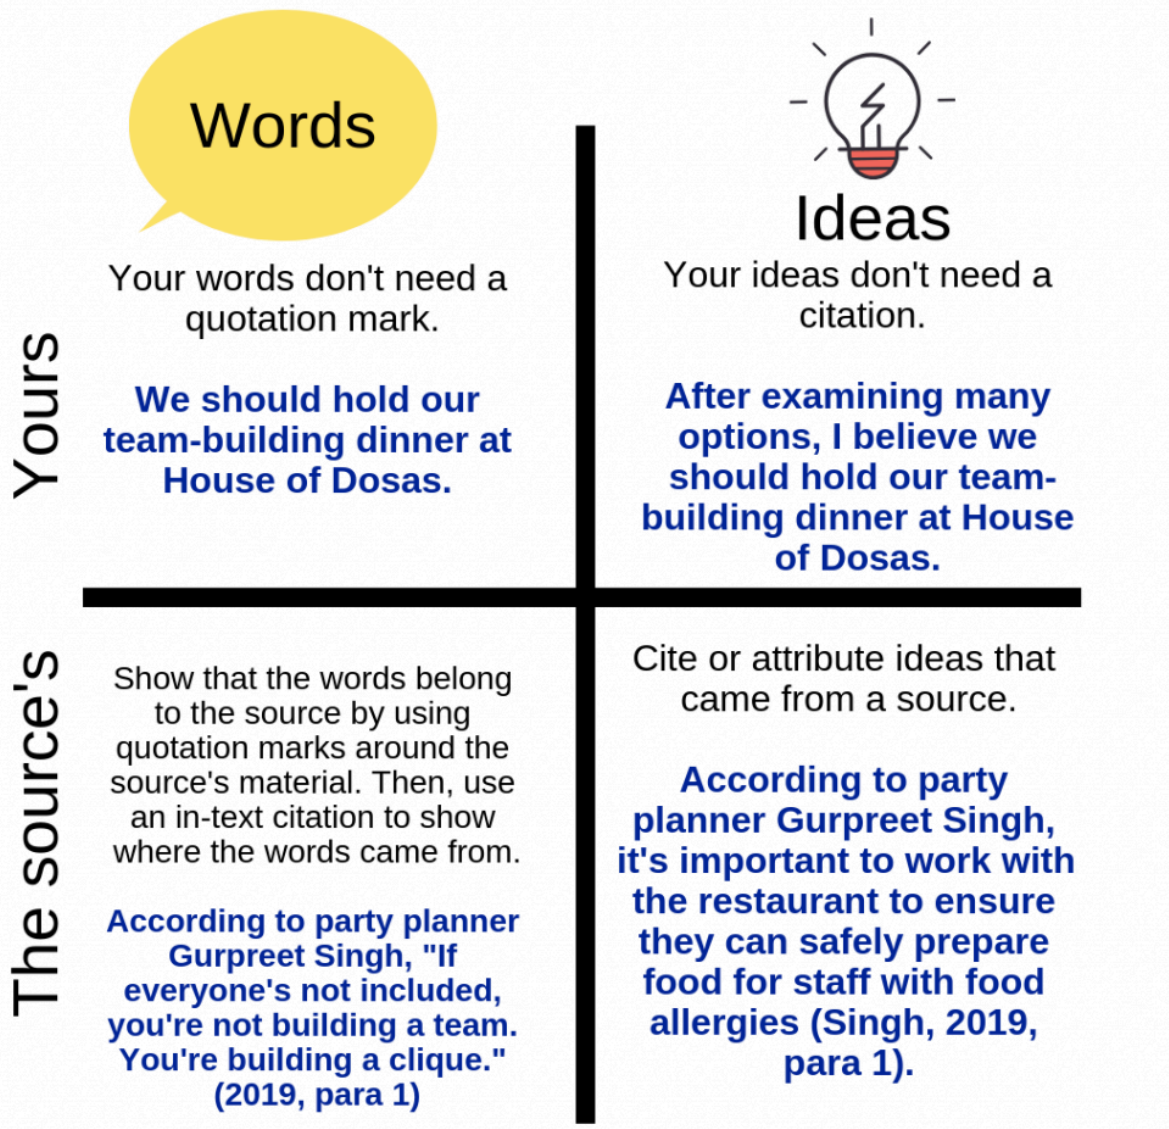 Words
Ideas
Yours
Your words don't need a
quotation mark.
We should hold our
team-building dinner at
House of Dosas.
Your ideas don't need a
citation.
After examining many
options, I believe we
should hold our team-
building dinner at House
of Dosas.
The source's
Show that the words belong
to the source by using
quotation marks around the
source's material. Then, use
an in-text citation to show
where the words came from.
According to party planner
Gurpreet Singh, "If
everyone's not included,
you're not building a team.
You're building a clique."
(2019, para 1)
Cite or attribute ideas that
came from a source.
According to party
planner Gurpreet Singh,
it's important to work with
the restaurant to ensure
they can safely prepare
food for staff with food
allergies (Singh, 2019,
para 1).